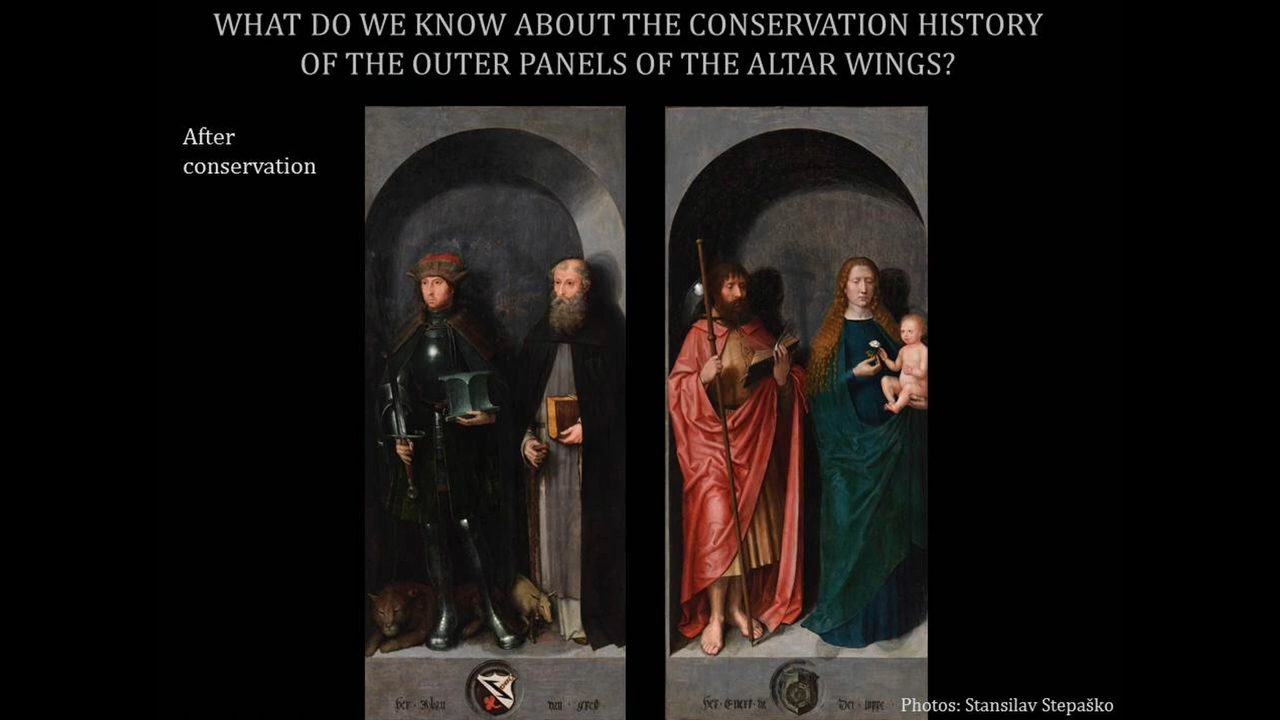 WHAT DO WE KNOW ABOUT THE CONSERVATION HISTORY
OF THE OUTER PANELS OF THE ALTAR WINGS?
After
conservation
Photos: Stansilav Stepaško